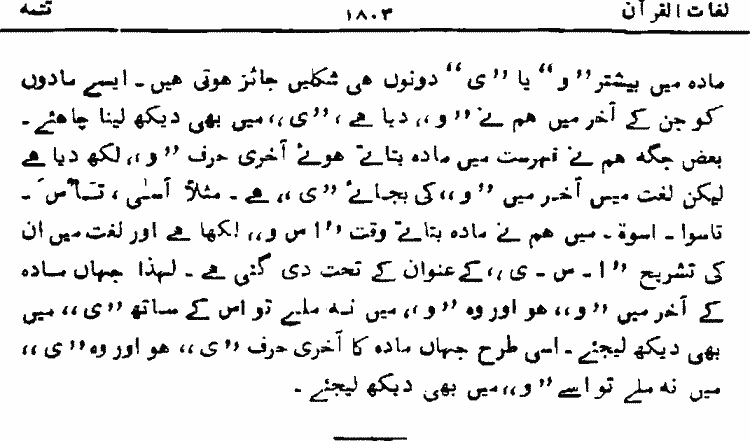 لغات القرآن ۱۸۰۳ تتمہ
مادہ میں بیشتر ”و“ یا ”ی“ دونوں ہی شکلیں جائز ہوتی ہیں۔ ایسے مادوں
کو جن کے آخر میں ہم نے ”و،، دیا ہے ، ”ی،، میں بھی دیکھ لینا چاھئے۔
بعض جگہ ہم نے فہرست میں مادہ بتاتے ہوئے آخری حرف ”و،، لکھ دیا ہے
لیکن لغت میں آخر میں ”و،، کی بجائے ”ی،، ہے۔ مثلاً آسٰی ، تَأس۔
تاسوا۔ اسوۃ۔ میں ہم نے مادہ بتاتے وقت ”ا س و،، لکھا ہے اور لغت میں ان
کی تشریح ”ا۔ س۔ ی،، کے عنوان کے تحت دی گئی ہے۔ لہذا جہاں مادہ
کے آخر میں ”و،، ہو اور وہ ”و،، میں نہ ملے تو اس کے ساتھ ”ی،، میں
بھی دیکھ لیجئے۔ اسی طرح جہاں مادہ کا آخری حرف ”ی،، ہو اور وہ ”ی،،
میں نہ ملے تو اسے ”و،، میں بھی دیکھ لیجئے۔